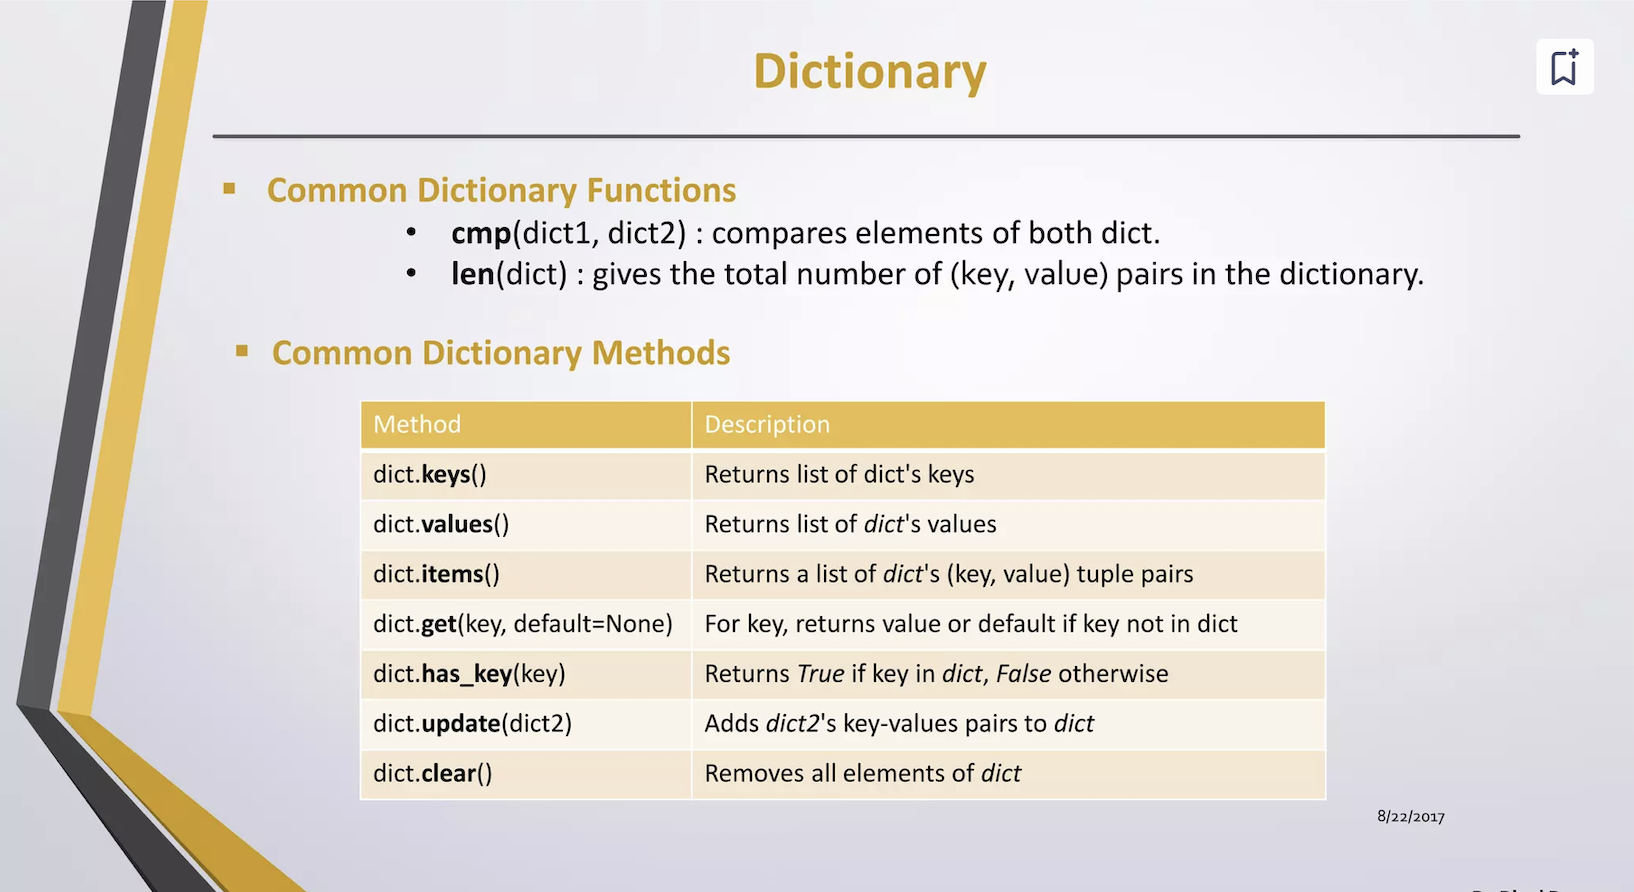 Dictionary
Common Dictionary Functions
cmp(dict1, dict2) : compares elements of both dict.
len(dict) : gives the total number of (key, value) pairs in the dictionary.
Common Dictionary Methods
Method Description
dict.keys() Returns list of dict's keys
dict.values() Returns list of dict's values
dict.items() Returns a list of dict's (key, value) tuple pairs
dict.get(key, default=None) For key, returns value or default if key not in dict
dict.has_key(key) Returns True if key in dict, False otherwise
dict.update(dict2) Adds dict2's key-values pairs to dict
dict.clear() Removes all elements of dict
8/22/2017